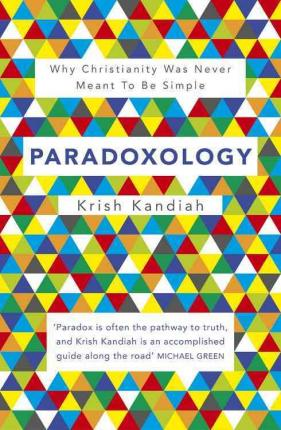 Why Christianity Was Never
Meant To Be Simple
PARADOXOLOGY
Krish Kandiah
‘Paradox is often the pathway to truth,
and Krish Kandiah is an accomplished
guide along the road’ MICHAEL GREEN